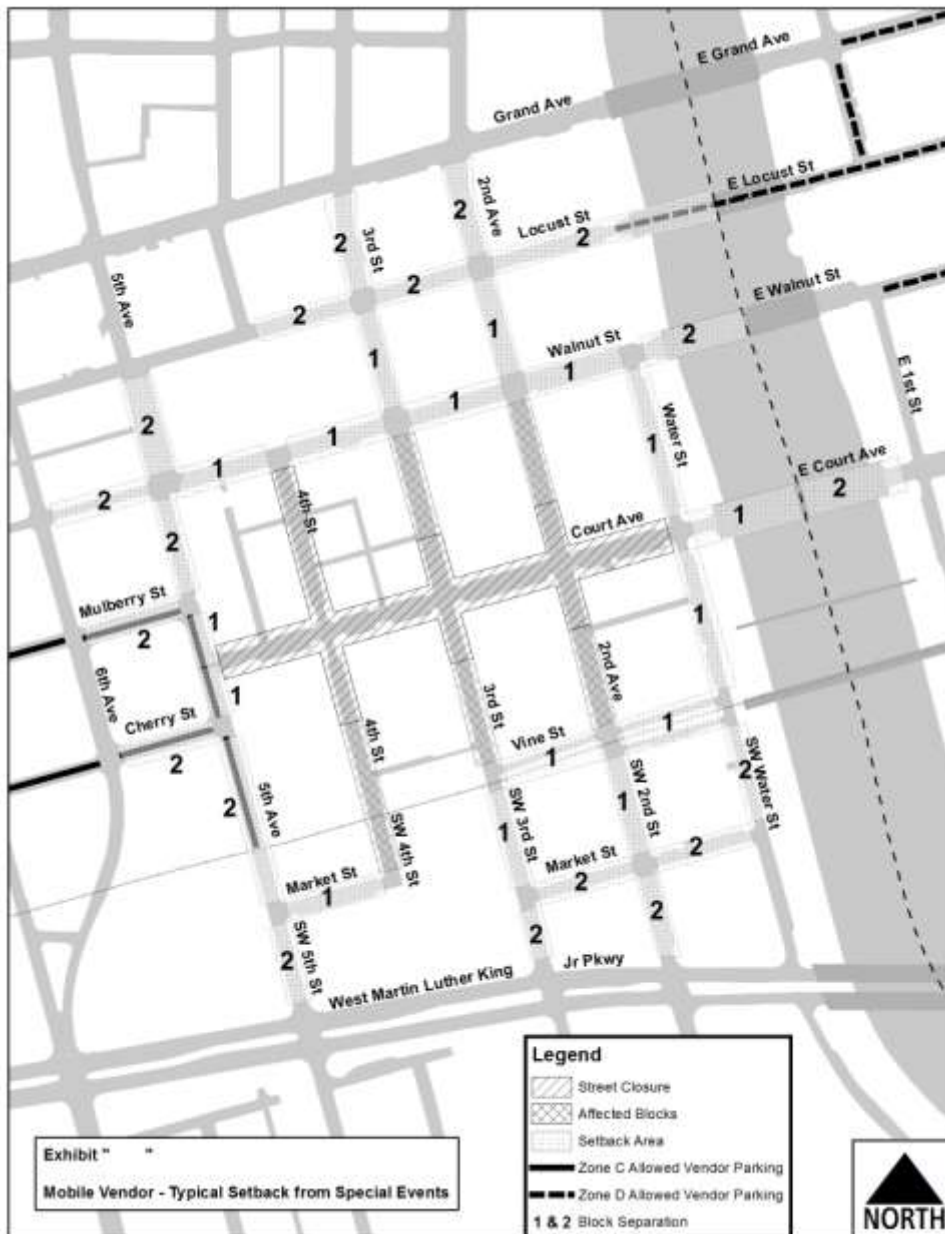 E Grand Ave
Grand Ave
E Locust St
2nd Ave
2
Locust St
2
3rd St
2
2
2
5th Ave
E Walnut St
1
1
Walnut St
2
E 1st St
1
1
1
1
Water St
2
1
2
4th St
E Court Ave
2
1
Court Ave
2
Mulberry St
2
1
1
6th Ave
1
2nd Ave
Cherry St
2
4th St
3rd St
Vine St
1
1
5th Ave
2
SW 4th St
SW 3rd St
1
SW 2nd St
1
SW Water St
2
Market St
1
Market St
2
2
SW 5th St
2
2
2
West Martin Luther King
Jr Pkwy
Legend
Street Closure
Affected Blocks
Setback Area
Zone C Allowed Vendor Parking
Zone D Allowed Vendor Parking
1 & 2 Block Separation
Exhibit "       "
Mobile Vendor - Typical Setback from Special Events
NORTH